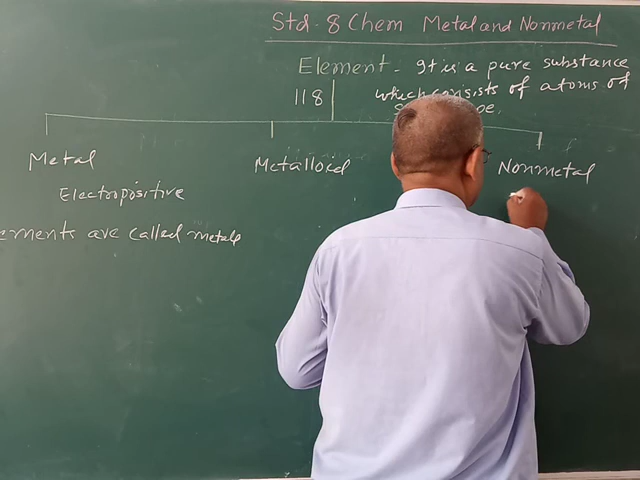 Std. 8 Chem Metal and Nonmetal
Element - It is a pure substance
118 which consists of atoms of
Metal Metalloid Nonmetal
Electropositive
are called metals